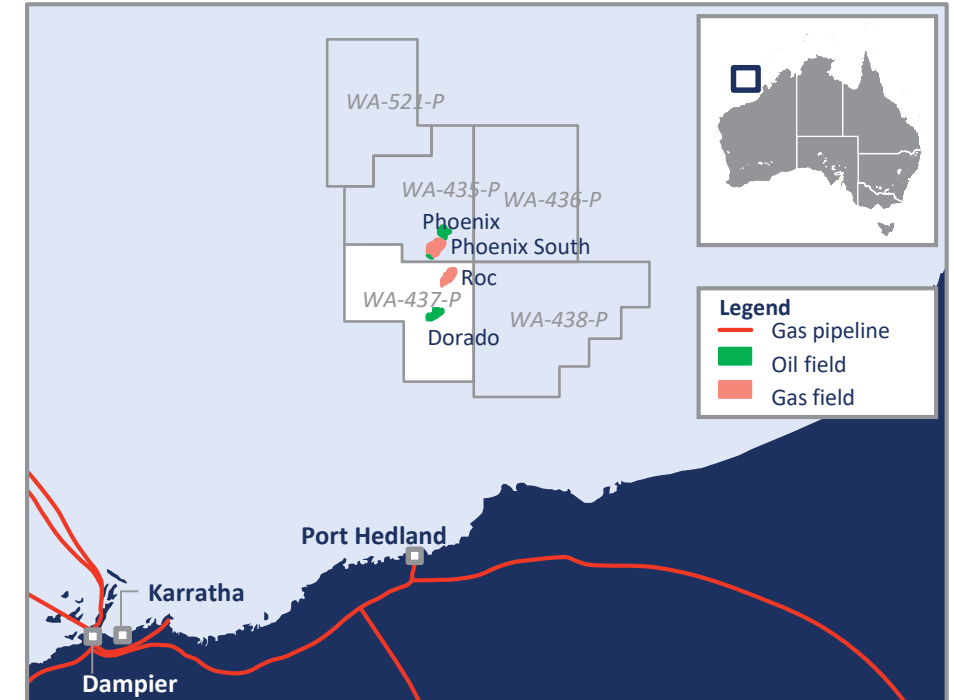 WA-521-P
WA-435-P
WA-436-P
Phoenix
Phoenix South
Roc
WA-437-P
WA-438-P
Dorado
Legend
Gas pipeline
Oil field
Gas field
Port Hedland
Karratha
Dampier